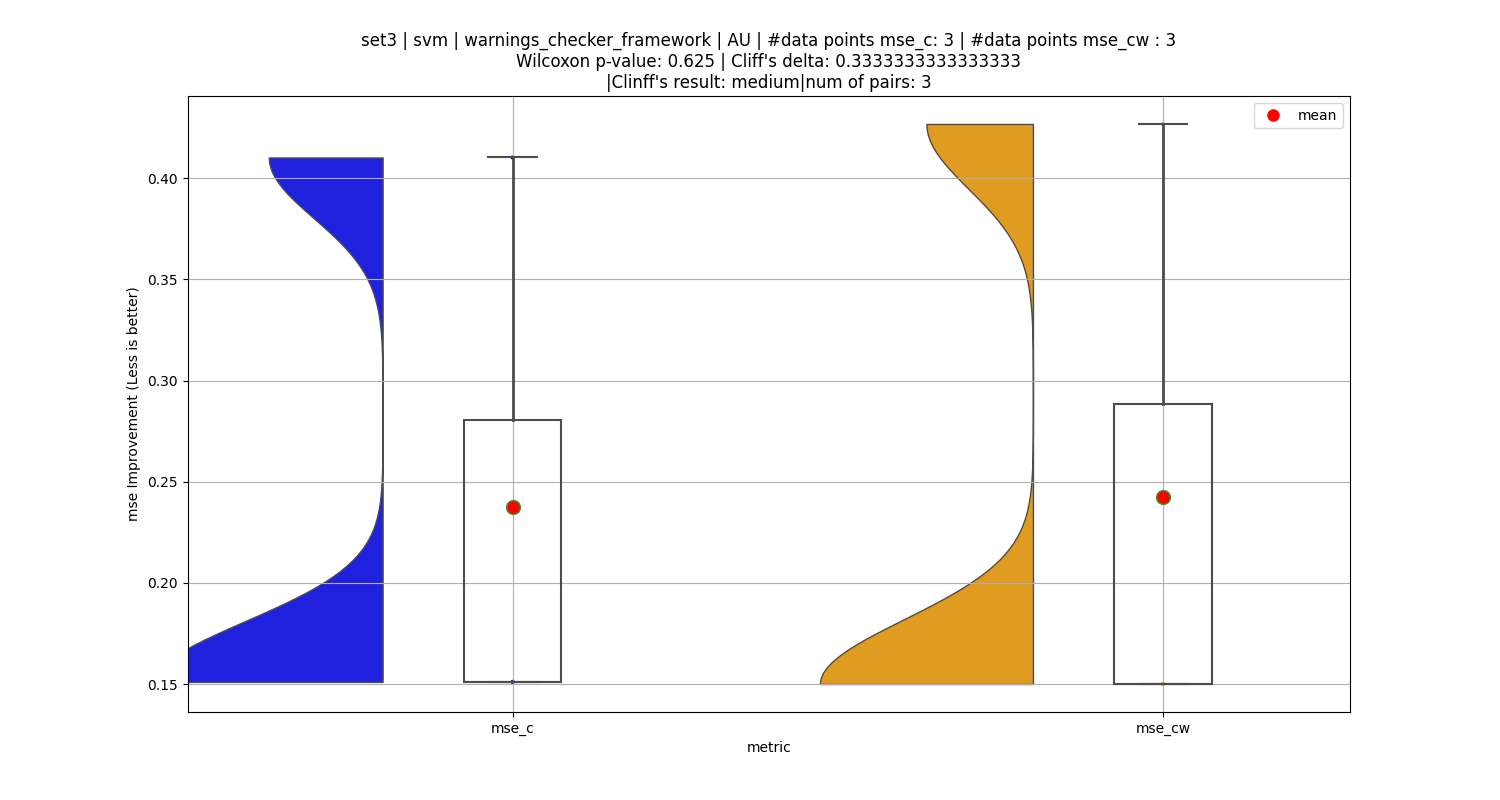 set3 | svm | warnings_checker_framework | AU | #data points mse_c: 3 | #data points mse_cw : 3
Wilcoxon p-value: 0.625 | Cliff's delta: 0.3333333333333333
|Clinff's result: medium|num of pairs: 3
mean
0.40
0.35
0.30
0.25
0.20
0.15
mse Improvement (Less is better)
mse_c
mse_cw
metric